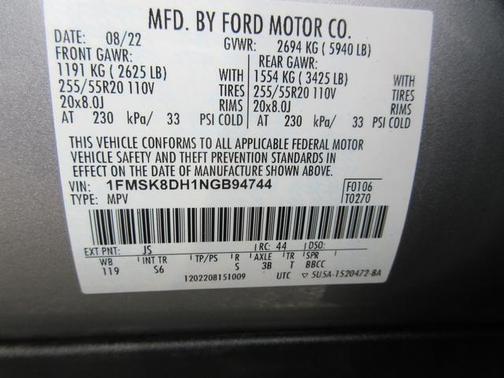 MFD. BY FORD MOTOR CO.
DATE: 08/22 GVWR: 2694 KG ( 5940 LB)
FRONT GAWR: REAR GAWR:
1191 KG ( 2625 LB) WITH 1554 KG ( 3425 LB) WITH
255/55R20 110V TIRES 255/55R20 110V TIRES
20x8.0J RIMS 20x8.0J RIMS
AT 230 kPa/ 33 PSI COLD AT 230 kPa/ 33 PSI COLD
THIS VEHICLE CONFORMS TO ALL APPLICABLE FEDERAL MOTOR
VEHICLE SAFETY AND THEFT PREVENTION STANDARDS IN
EFFECT ON THE DATE OF MANUFACTURE SHOWN ABOVE.
VIN: 1FMSK8DH1NGB94744 F0106
TYPE: MPV T0270
EXT PNT: JS RC: 44 DSO:
WB INT TR TP/PS R AXLE TR SPR
119 S6 S 3B T BBCC
1202208151009 UTC ▽ 5U5A-1520472-BA